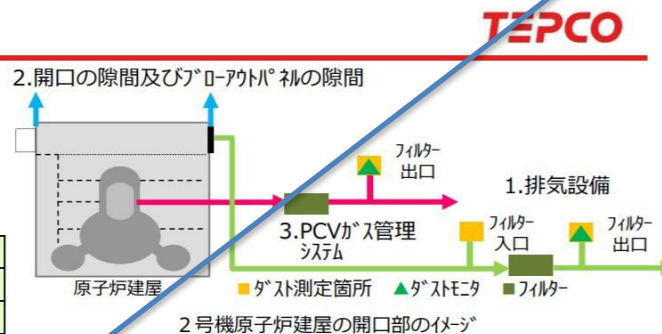 TEPCO
2.開口の隙間及びﾌﾞﾛｰｱｳﾄﾊﾟﾈﾙの隙間
ﾌｨﾙﾀｰ
出口
1.排気設備
3.PCVｶﾞｽ管理
ｼｽﾃﾑ
ﾌｨﾙﾀｰ
入口
ﾌｨﾙﾀｰ
出口
原子炉建屋
ﾀﾞｽﾄ測定箇所
ﾀﾞｽﾄﾓﾆﾀ
ﾌｨﾙﾀｰ
2号機原子炉建屋の開口部のｲﾒｰｼﾞ